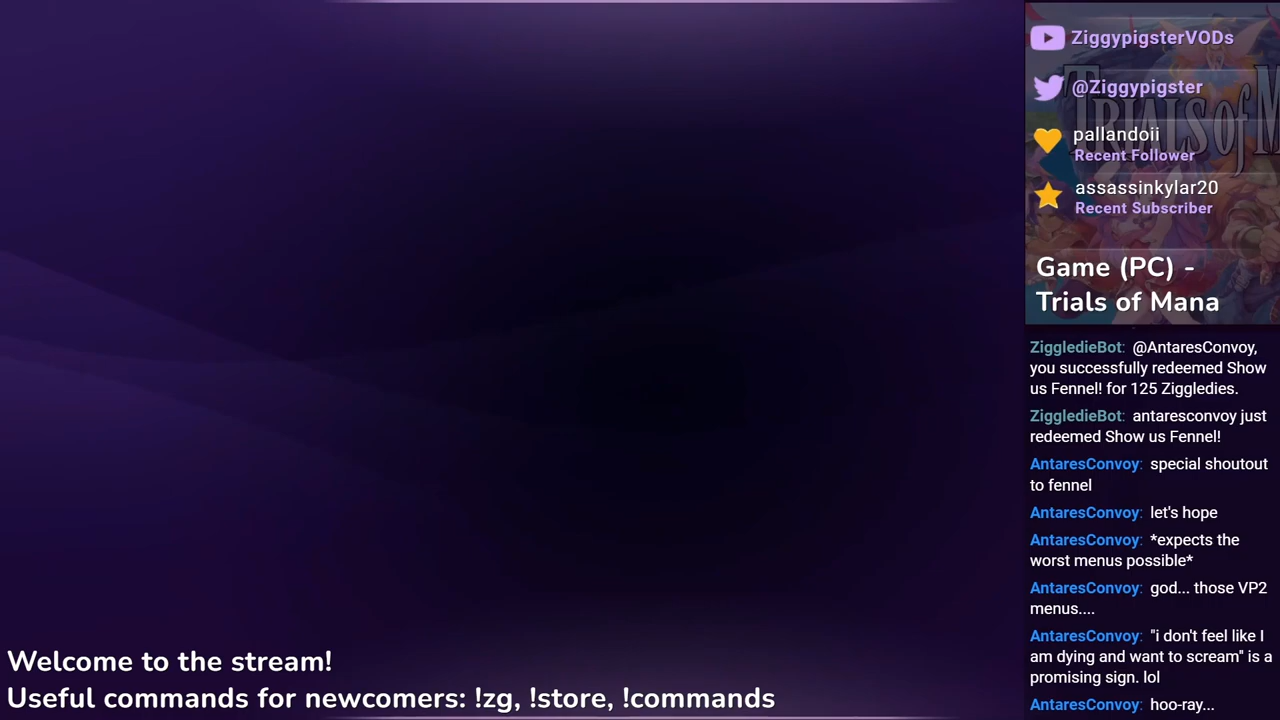 ZiggypigsterVODs
@Ziggypigster
pallandoii
Recent Follower
assassinkylar20
Recent Subscriber
TRIALS of M
Game (PC) -
Trials of Mana
ZiggledieBot: @AntaresConvoy,
you successfully redeemed Show
us Fennel! for 125 Ziggledies.
ZiggledieBot: antaresconvoy just
redeemed Show us Fennel!
AntaresConvoy: special shoutout
to fennel
AntaresConvoy: let's hope
AntaresConvoy: *expects the
worst menus possible*
AntaresConvoy: god... those VP2
menus....
AntaresConvoy: "i don't feel like I
am dying and want to scream" is a
promising sign. lol
AntaresConvoy: hoo-ray...
Welcome to the stream!
Useful commands for newcomers: !zg, !store, !commands